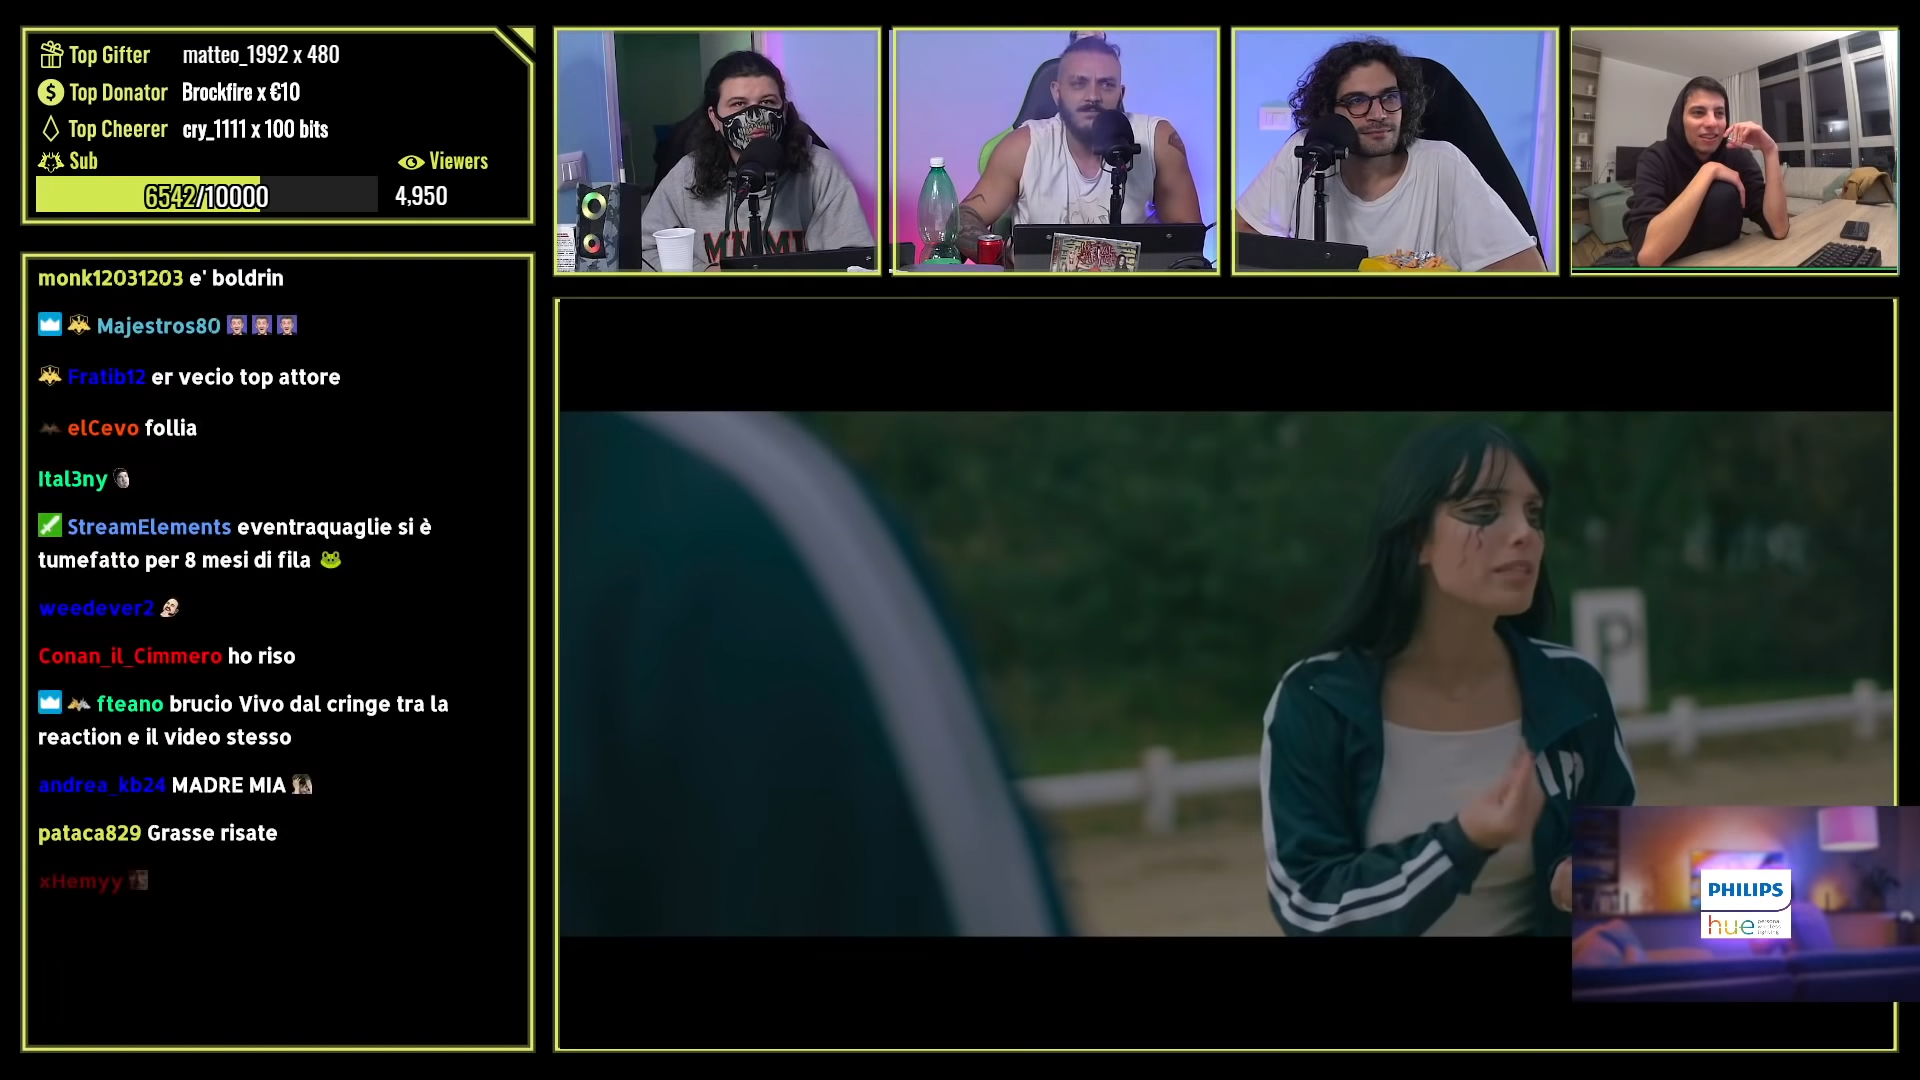 Top Gifter matteo_1992 x 480
Top Donator Brockfire x €10
Top Cheerer cry_1111 x 100 bits
Sub
Viewers
6542/10000
4,950
monk12031203 e' boldrin
Majestros80
Fratib12 er vecio top attore
elCevo follia
Ital3ny
StreamElements eventraquaglie si è
tumefatto per 8 mesi di fila
weedever2
Conan_il_Cimmero ho riso
fteano brucio Vivo dal cringe tra la
reaction e il video stesso
andrea_kb24 MADRE MIA
pataca829 Grasse risate
xHemyy
P
PHILIPS
hue personal
wireless
lighting